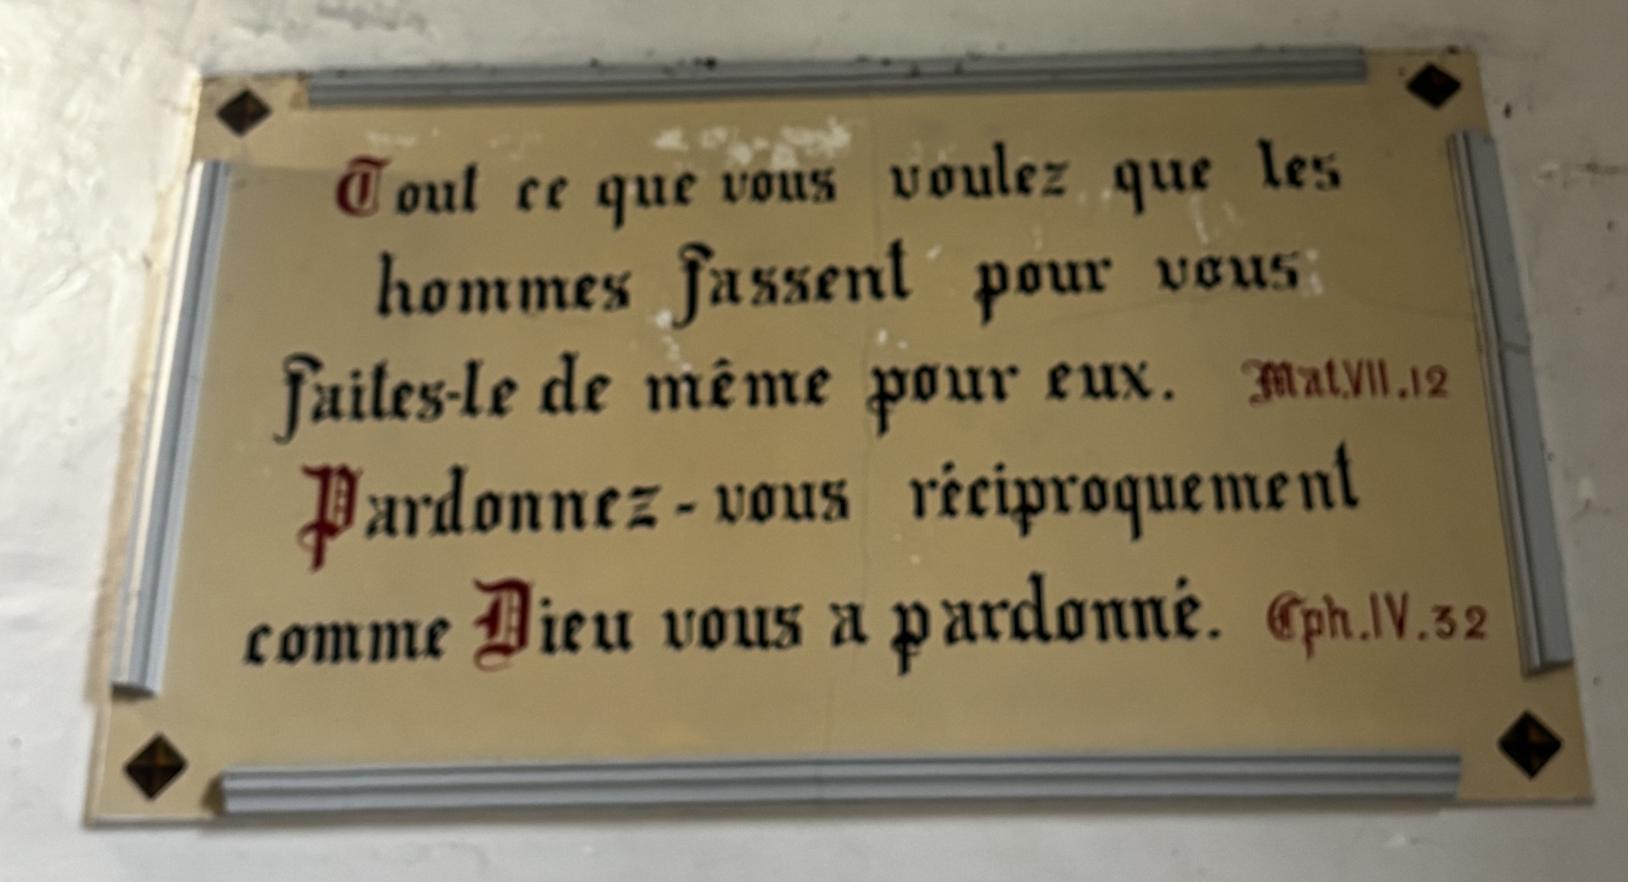 Tout ce que vous voulez que les
hommes fassent pour vous
faites-le de même pour eux. Mat.VII.12
Pardonnez-vous réciproquement
comme Dieu vous a pardonné. Eph.IV.32